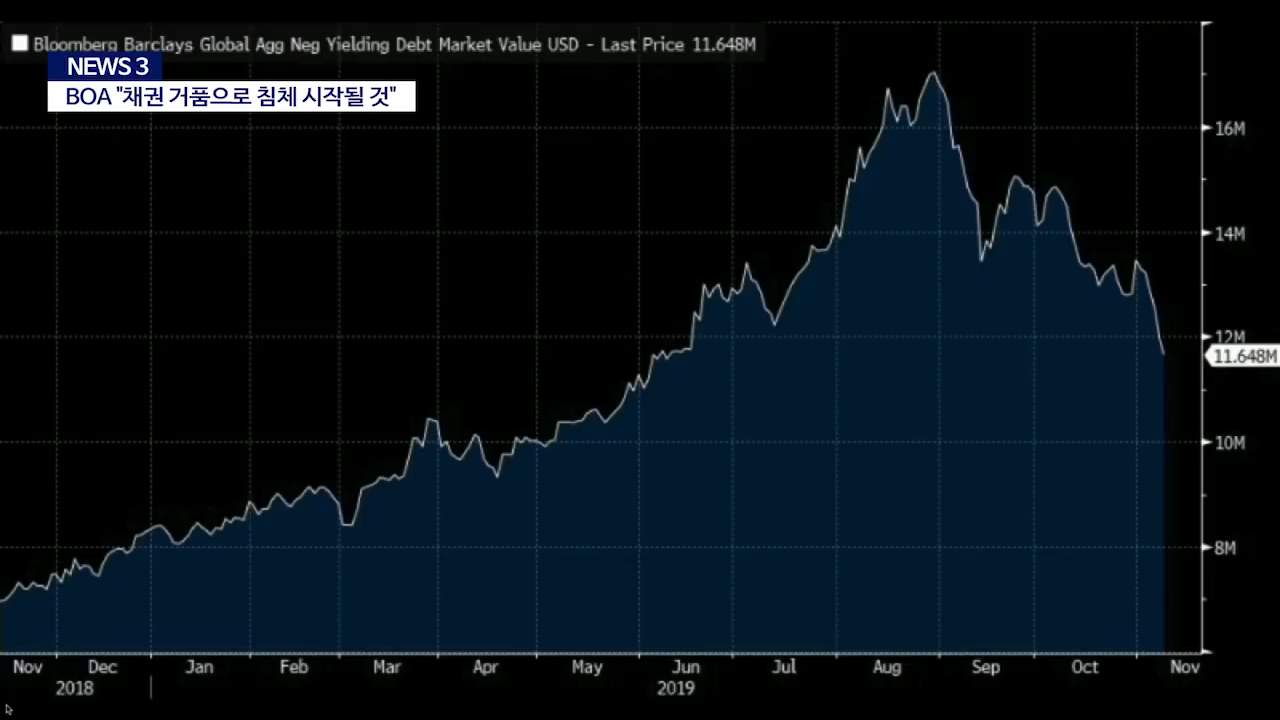 Bloomberg Barclays Global Agg Neg Yielding Debt Market Value USD - Last Price 11.648M
NEWS 3
BOA "채권 거품으로 침체 시작될 것"
16M
14M
12M
11.648M
10M
8M
Nov Dec Jan Feb Mar Apr May Jun Jul Aug Sep Oct Nov
2018 2019